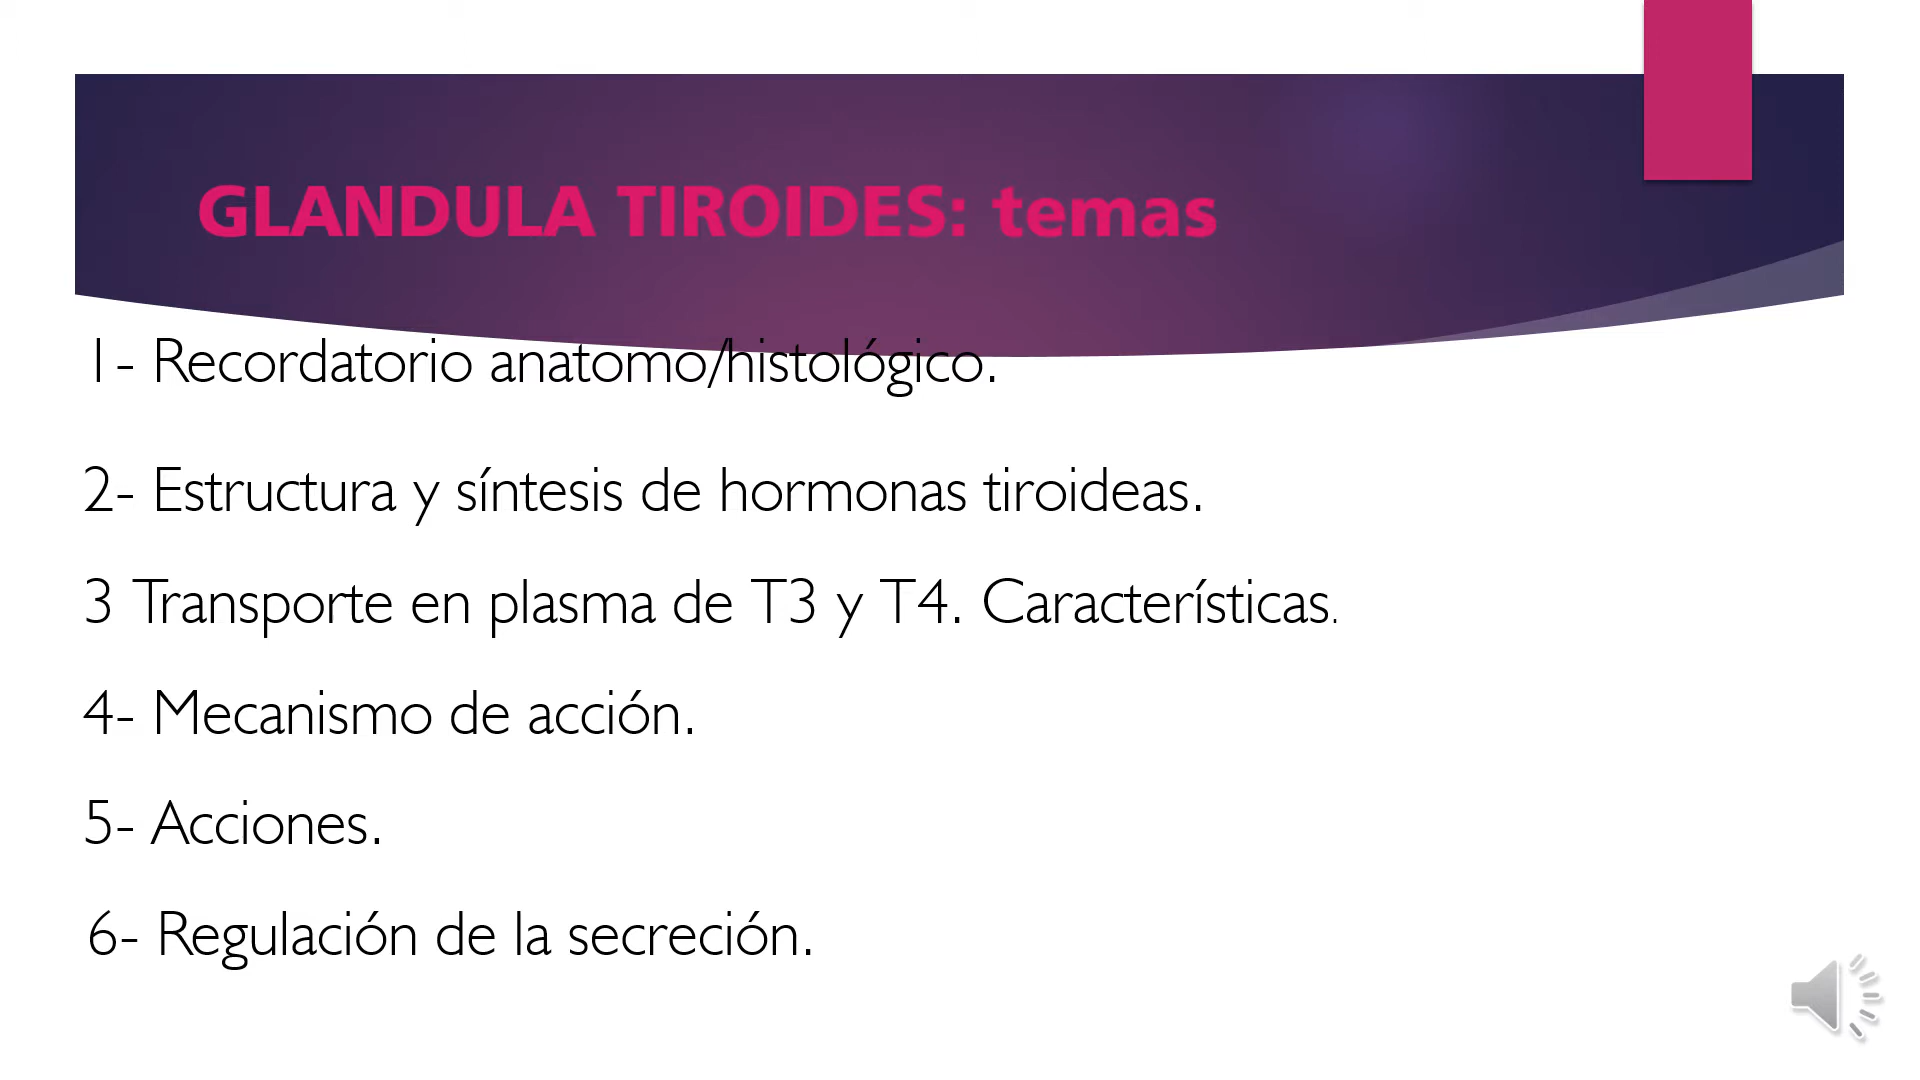 GLANDULA TIROIDES: temas
1- Recordatorio anatomo/histológico.
2- Estructura y síntesis de hormonas tiroideas.
3 Transporte en plasma de T3 y T4. Características.
4- Mecanismo de acción.
5- Acciones.
6- Regulación de la secreción.